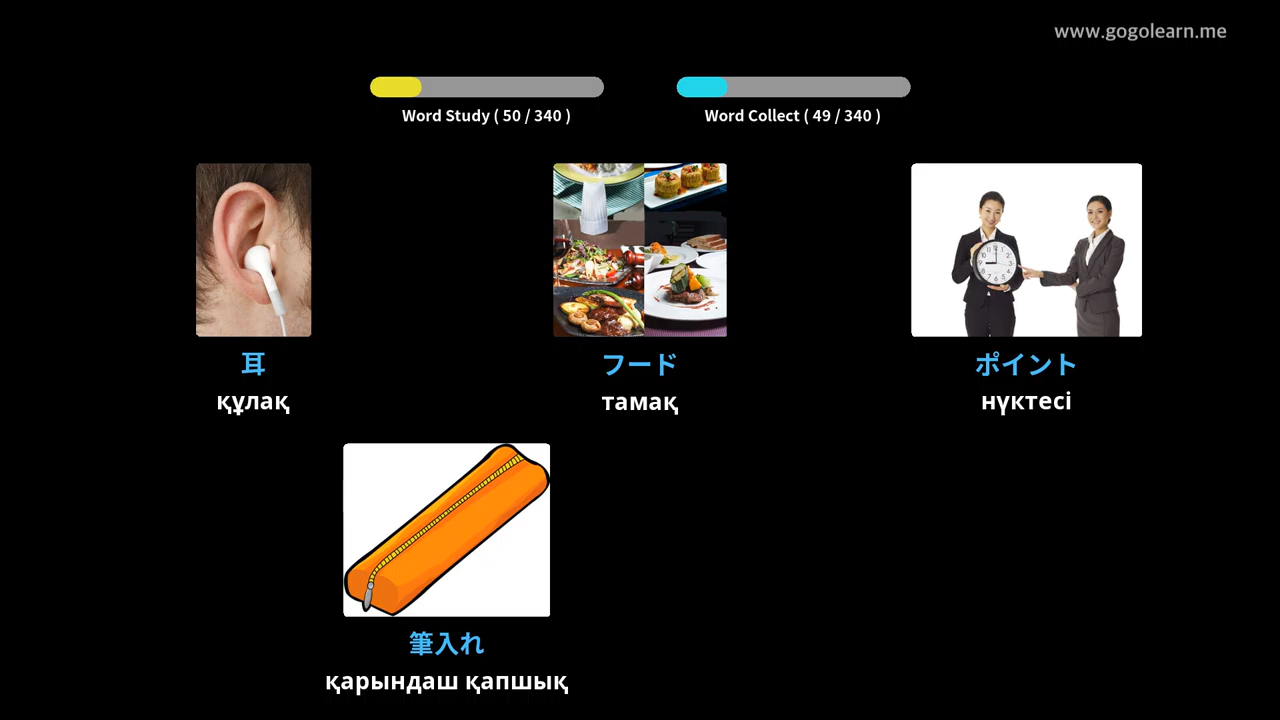 www.gogolearn.me
Word Study ( 50 / 340 )
Word Collect ( 49 / 340 )
耳
құлақ
フード
тамақ
ポイント
нүктесі
筆入れ
қарындаш қапшық